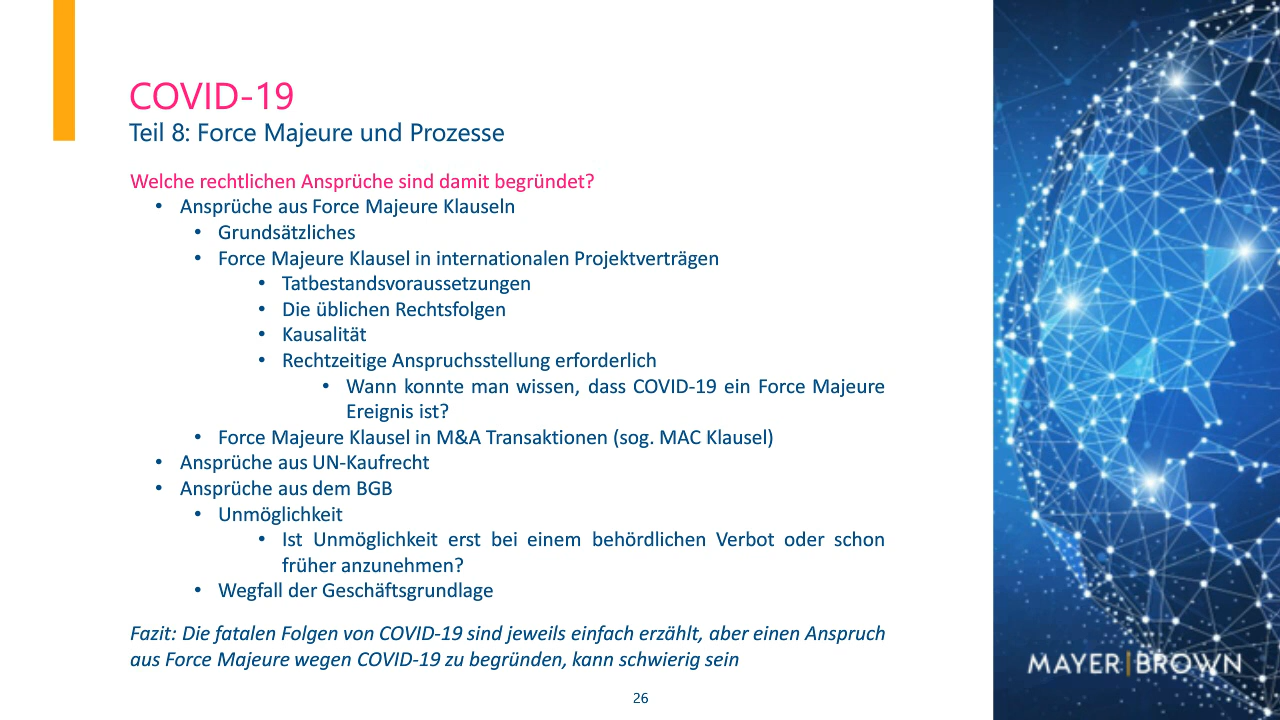 COVID-19
Teil 8: Force Majeure und Prozesse
Welche rechtlichen Ansprüche sind damit begründet?
• Ansprüche aus Force Majeure Klauseln
• Grundsätzliches
• Force Majeure Klausel in internationalen Projektverträgen
• Tatbestandsvoraussetzungen
• Die üblichen Rechtsfolgen
• Kausalität
• Rechtzeitige Anspruchsstellung erforderlich
• Wann konnte man wissen, dass COVID-19 ein Force Majeure
Ereignis ist?
• Force Majeure Klausel in M&A Transaktionen (sog. MAC Klausel)
• Ansprüche aus UN-Kaufrecht
• Ansprüche aus dem BGB
• Unmöglichkeit
• Ist Unmöglichkeit erst bei einem behördlichen Verbot oder schon
früher anzunehmen?
• Wegfall der Geschäftsgrundlage
Fazit: Die fatalen Folgen von COVID-19 sind jeweils einfach erzählt, aber einen Anspruch
aus Force Majeure wegen COVID-19 zu begründen, kann schwierig sein
MAYER|BROWN
26